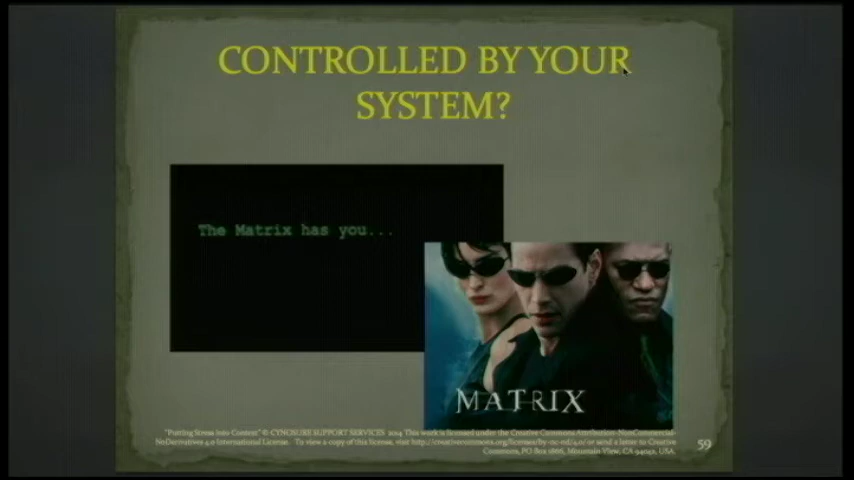 CONTROLLED BY YOUR
SYSTEM?
The Matrix has you...
MATRIX
"Putting Stress into Context" © CYNOSURE SUPPORT SERVICES 2014 This work is licensed under the Creative Commons Attribution-NonCommercial-
NoDerivatives 4.0 International License. To view a copy of this license, visit http://creativecommons.org/licenses/by-nc-nd/4.0/ or send a letter to Creative
Commons, PO Box 1866, Mountain View, CA 94042, USA.
59